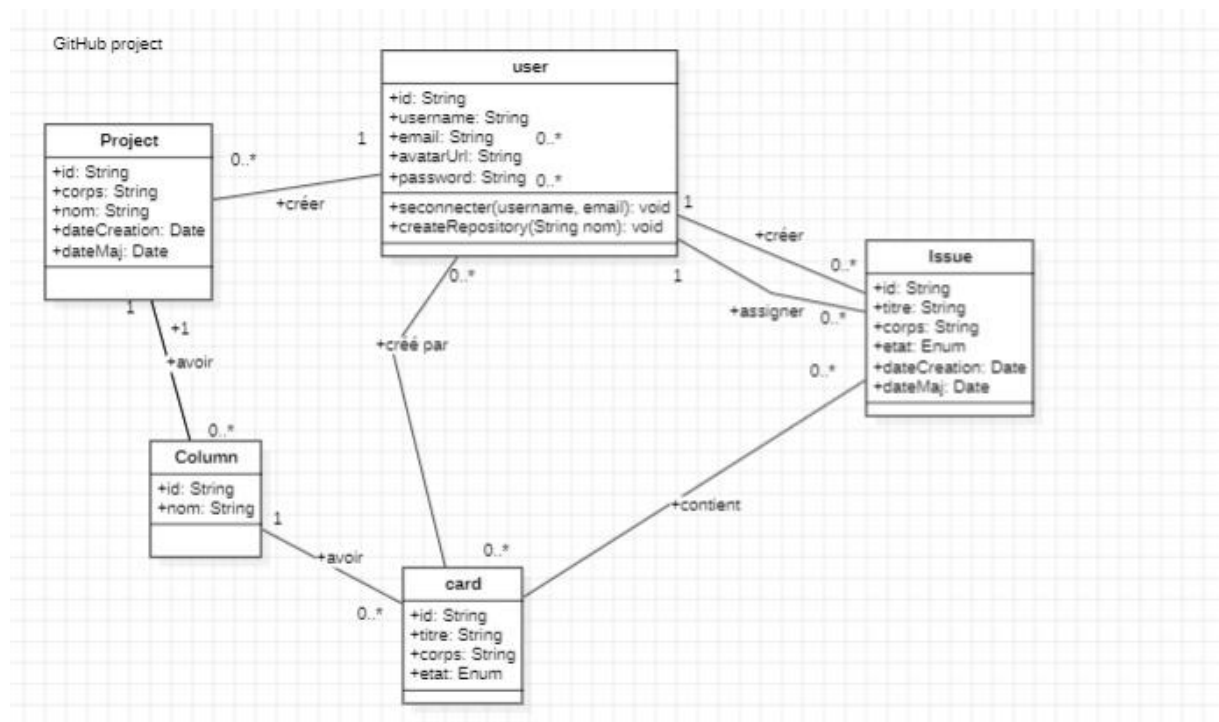 GitHub project
user
+id: String
+username: String
+email: String
0..*
+avatarUrl: String
+password: String
0..*
+seconnecter(username, email): void
+createRepository(String nom): void
Project
+id: String
+corps: String
+nom: String
+dateCreation: Date
+dateMaj: Date
0..*
1
+créer
1
+créer
0..*
1
+assigner
0..*
Issue
+id: String
+titre: String
+corps: String
+etat: Enum
+dateCreation: Date
+dateMaj: Date
0..*
+contient
0..*
+créé par
0..*
1
+1
+avoir
0..*
Column
+id: String
+nom: String
1
+avoir
0..*
card
+id: String
+titre: String
+corps: String
+etat: Enum